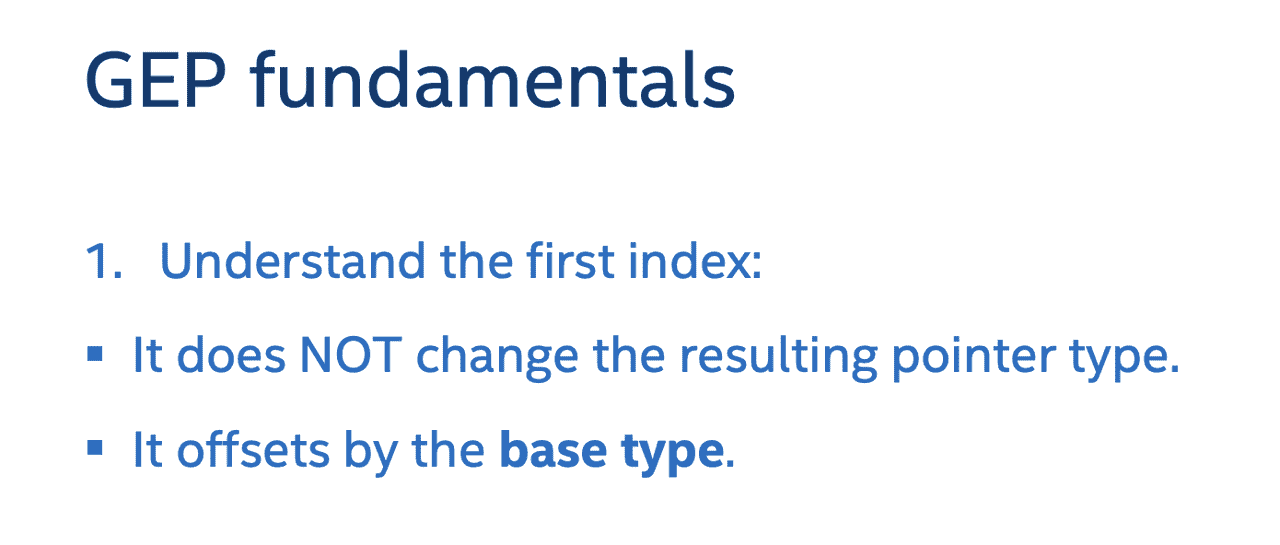 GEP fundamentals
1. Understand the first index:
▪ It does NOT change the resulting pointer type.
▪ It offsets by the base type.